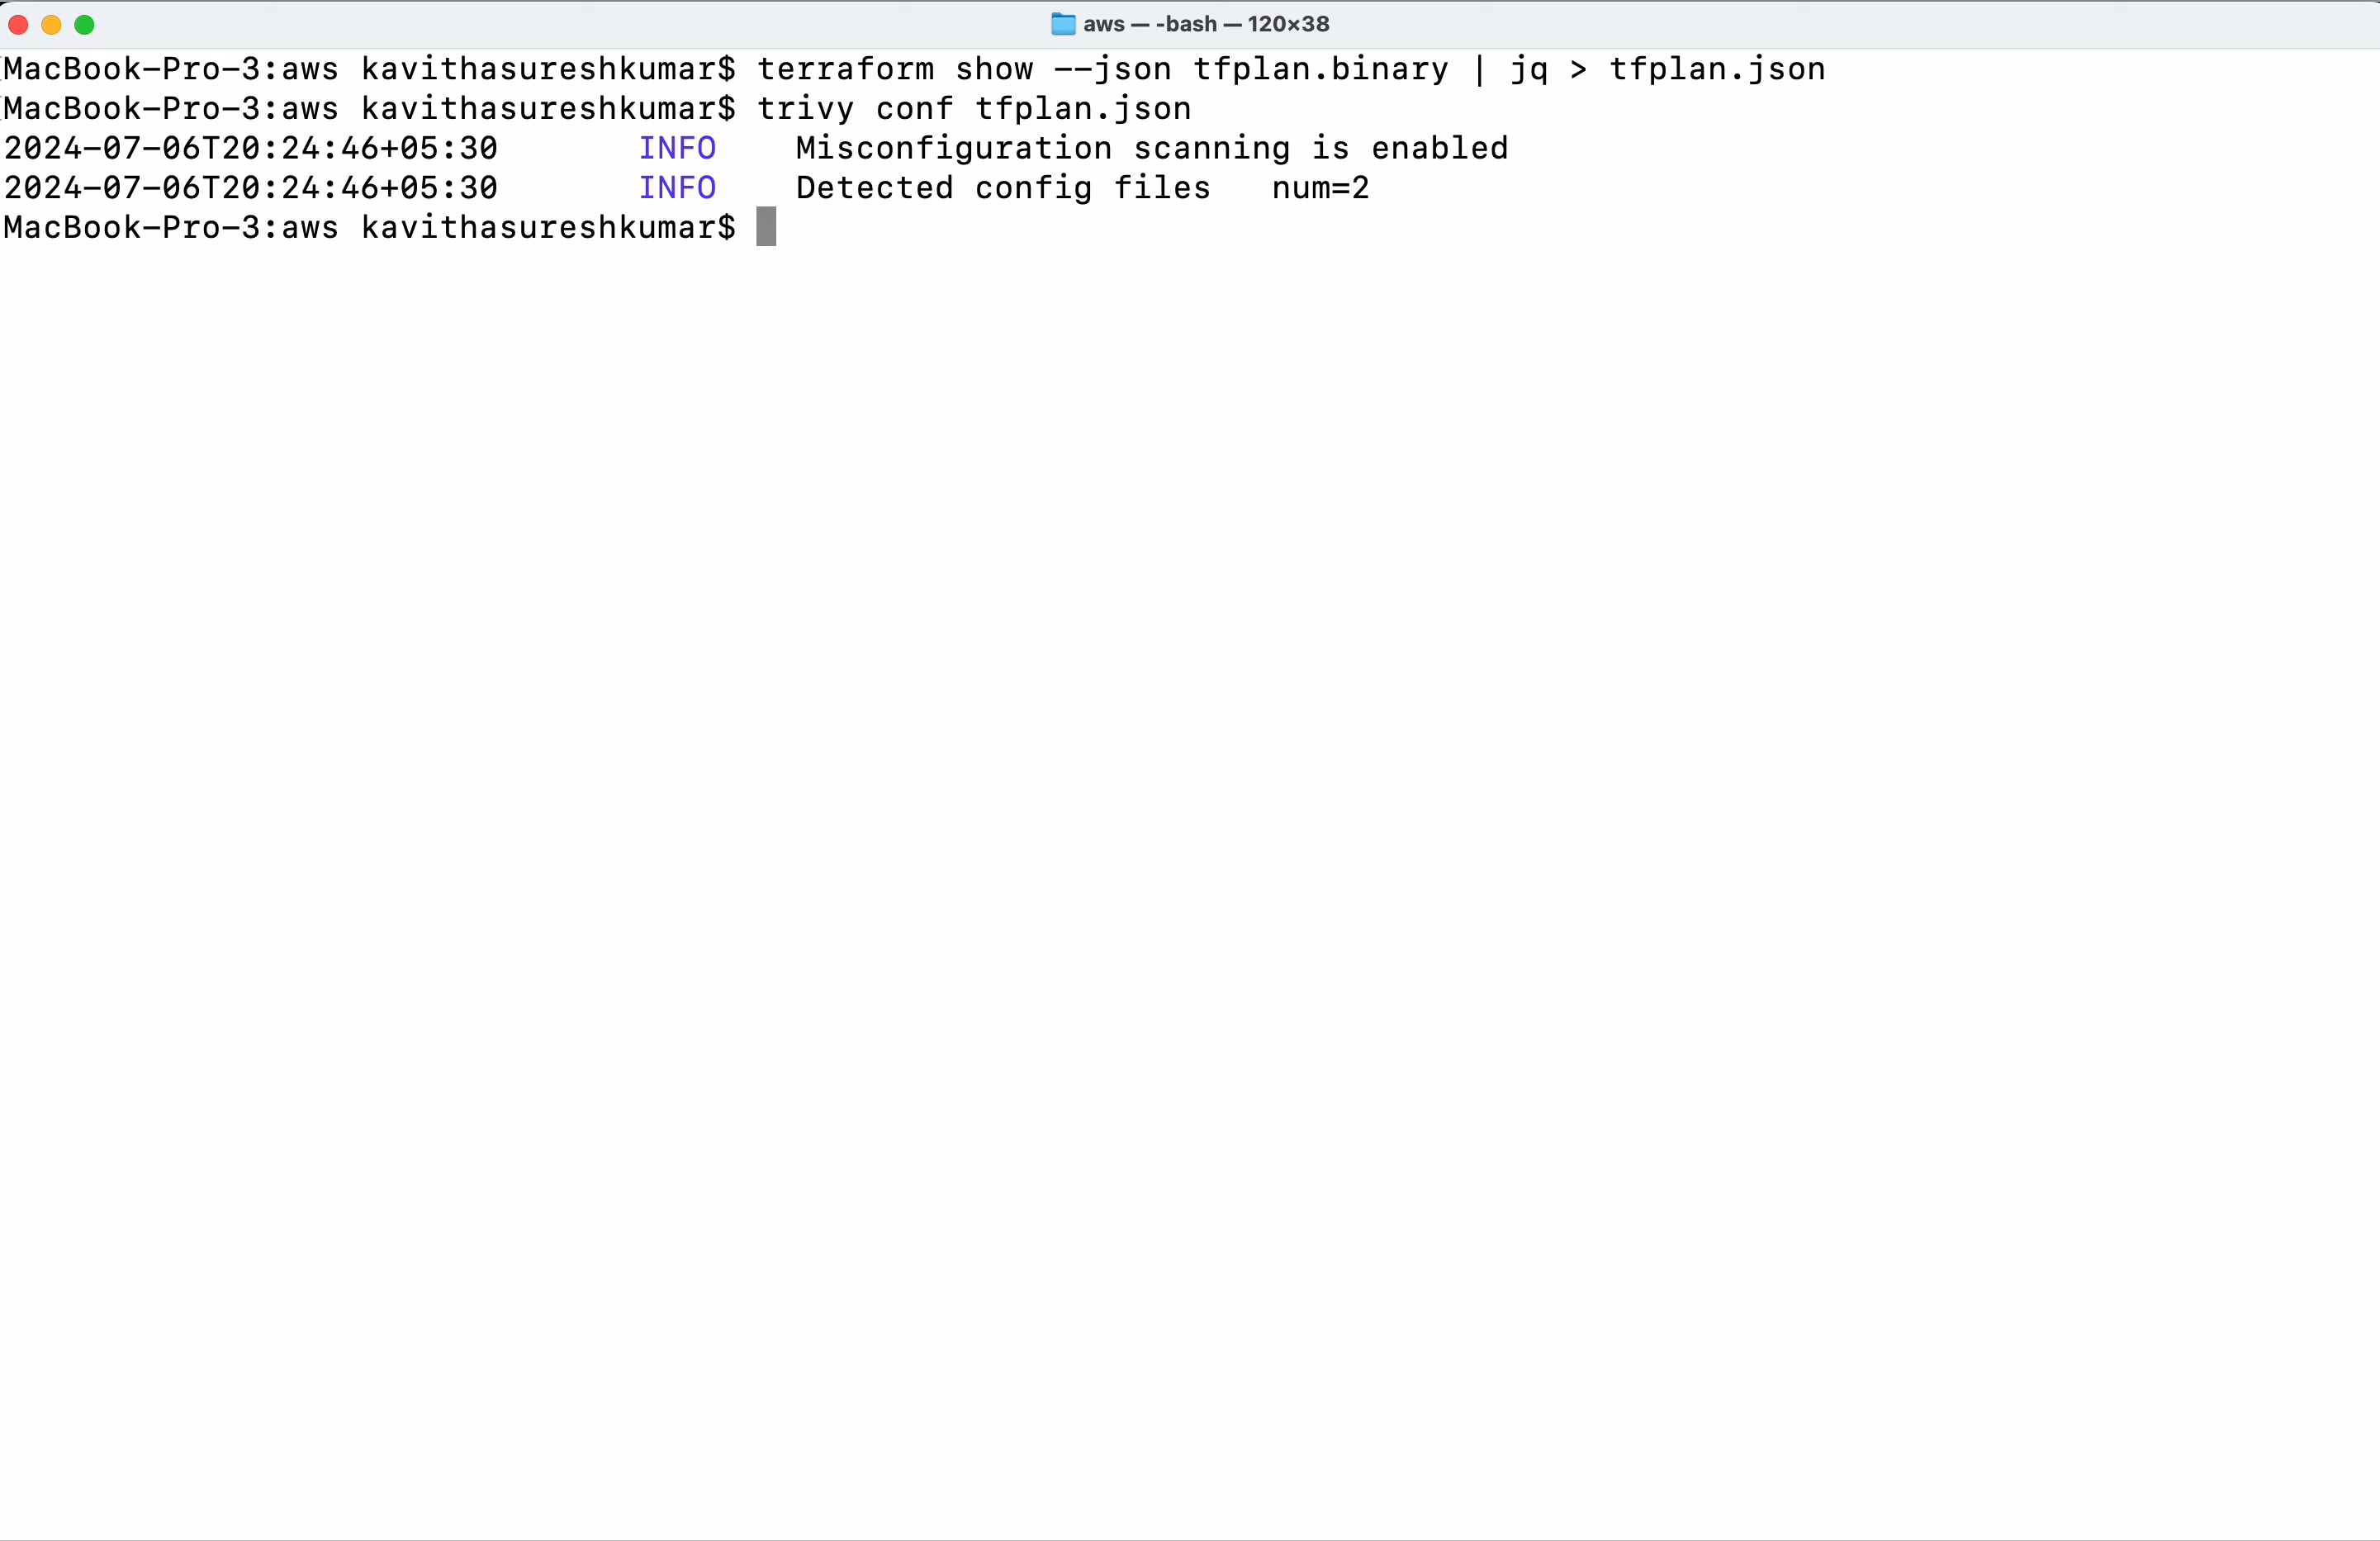 aws — -bash — 120×38
MacBook-Pro-3:aws kavithasureshkumar$ terraform show --json tfplan.binary | jq > tfplan.json
MacBook-Pro-3:aws kavithasureshkumar$ trivy conf tfplan.json
2024-07-06T20:24:46+05:30 INFO Misconfiguration scanning is enabled
2024-07-06T20:24:46+05:30 INFO Detected config files num=2
MacBook-Pro-3:aws kavithasureshkumar$